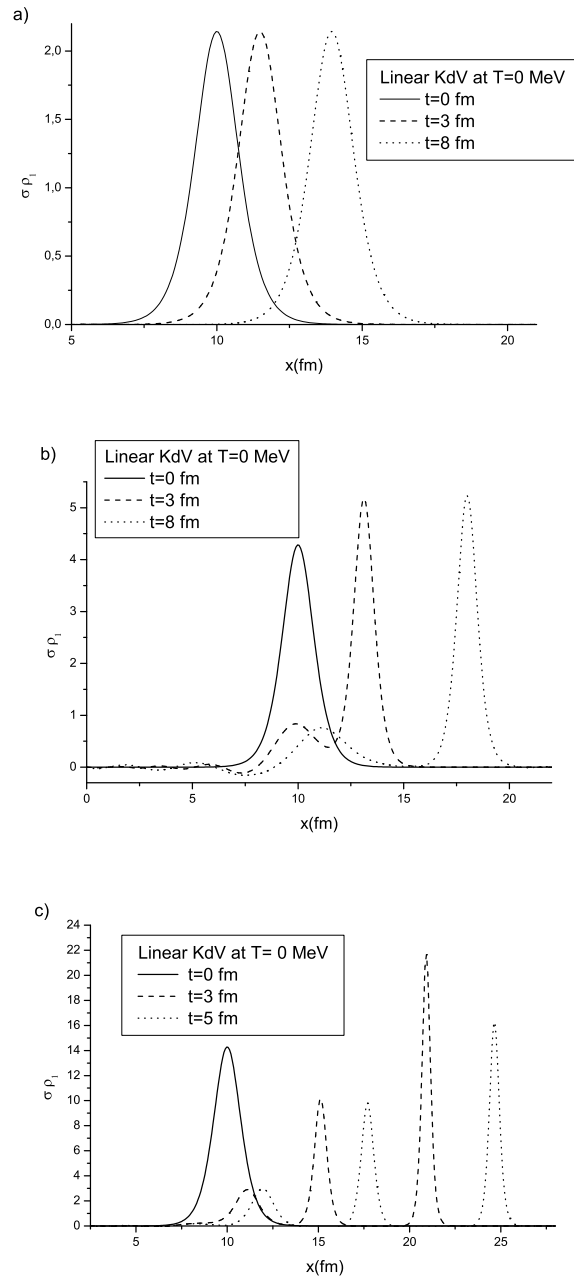 a)
2,0
1,5
1,0
0,5
0,0
σ ρ₁
Linear KdV at T=0 MeV
t=0 fm
t=3 fm
t=8 fm
5 10 15 20
x(fm)
b)
Linear KdV at T=0 MeV
t=0 fm
t=3 fm
t=8 fm
5
4
3
2
1
0
σ ρ₁
0 5 10 15 20
x(fm)
c)
24
22
20
18
16
14
12
10
8
6
4
2
0
σ ρ₁
Linear KdV at T= 0 MeV
t=0 fm
t=3 fm
t=5 fm
5 10 15 20 25
x(fm)